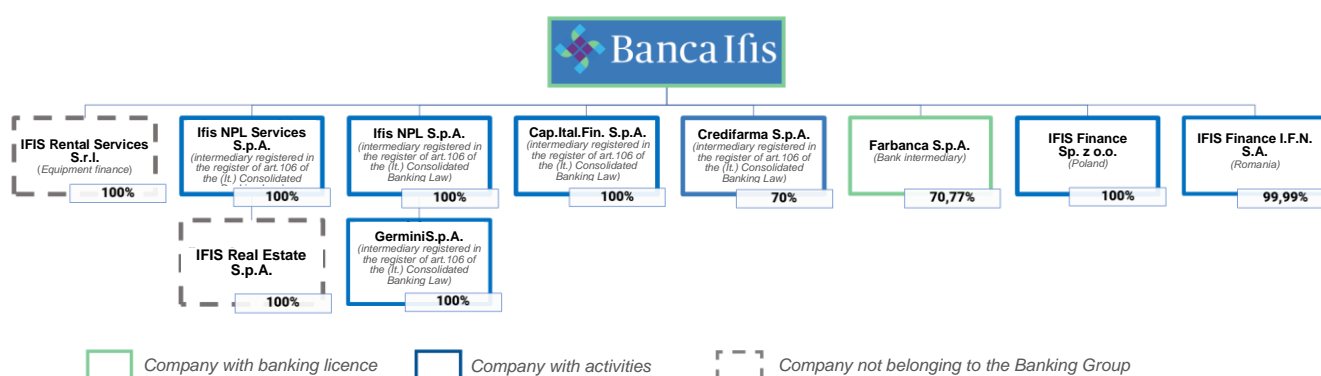 Banca Ifis
IFIS Rental Services
S.r.l.
(Equipment finance)
100%
Ifis NPL Services
S.p.A.
(intermediary registered in
the register of art.106 of
the (It.) Consolidated
100%
Ifis NPL S.p.A.
(intermediary registered in
the register of art.106 of
the (It.) Consolidated
Banking Law)
100%
Cap.Ital.Fin. S.p.A.
(intermediary registered in
the register of art.106 of
the (It.) Consolidated
Banking Law)
100%
Credifarma S.p.A.
(intermediary registered in
the register of art.106 of
the (It.) Consolidated
Banking Law)
70%
Farbanca S.p.A.
(Bank intermediary)
70,77%
IFIS Finance
Sp. z o.o.
(Poland)
100%
IFIS Finance I.F.N.
S.A.
(Romania)
99,99%
IFIS Real Estate
S.p.A.
100%
GerminiS.p.A.
(intermediary registered in
the register of art.106 of
the (It.) Consolidated
Banking Law)
100%
Company with banking licence
Company with activities
Company not belonging to the Banking Group